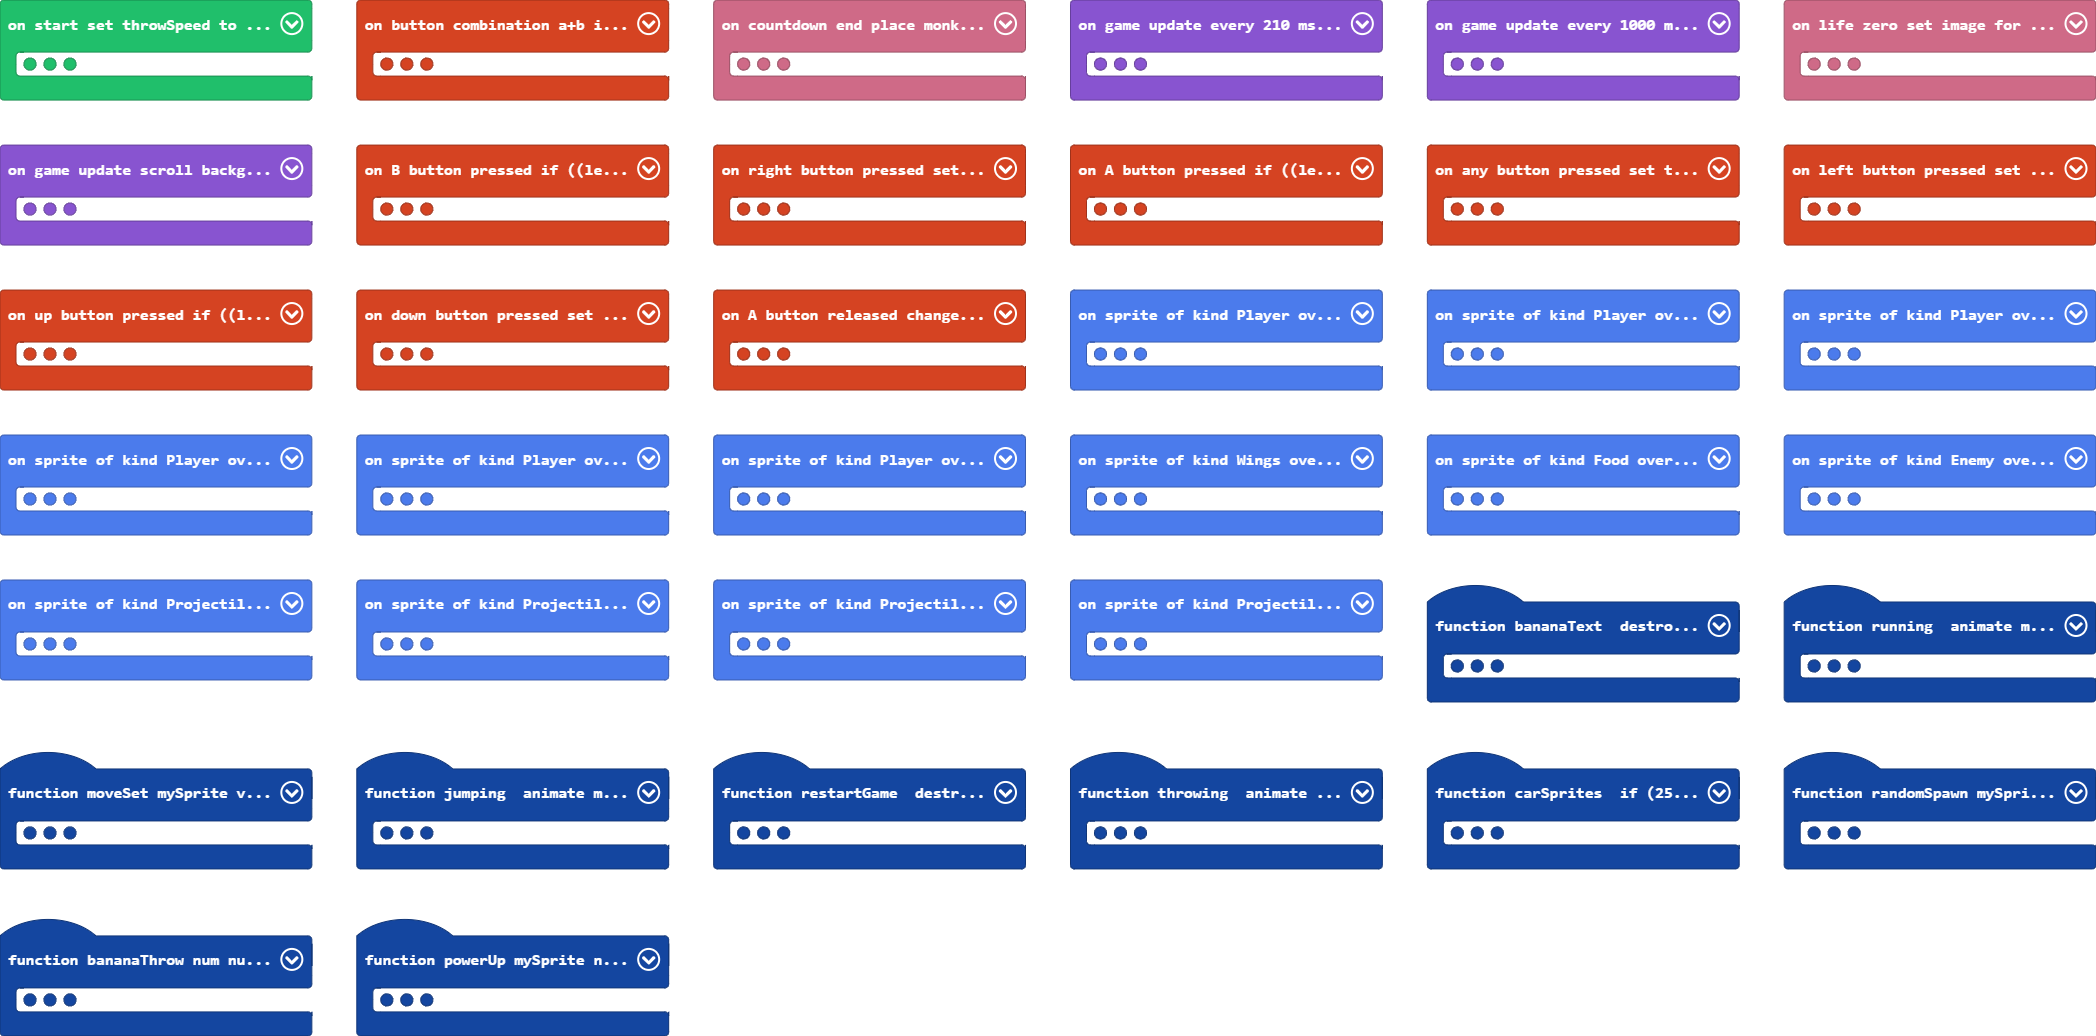 on start set throwSpeed to ...
on button combination a+b i...
on countdown end place monk...
on game update every 210 ms...
on game update every 1000 m...
on life zero set image for ...
on game update scroll backg...
on B button pressed if ((le...
on right button pressed set...
on A button pressed if ((le...
on any button pressed set t...
on left button pressed set ...
on up button pressed if ((l...
on down button pressed set ...
on A button released change...
on sprite of kind Player ov...
on sprite of kind Player ov...
on sprite of kind Player ov...
on sprite of kind Player ov...
on sprite of kind Player ov...
on sprite of kind Player ov...
on sprite of kind Wings ove...
on sprite of kind Food over...
on sprite of kind Enemy ove...
on sprite of kind Projectil...
on sprite of kind Projectil...
on sprite of kind Projectil...
on sprite of kind Projectil...
function bananaText  destro...
function running  animate m...
function moveSet mySprite v...
function jumping  animate m...
function restartGame  destr...
function throwing  animate ...
function carSprites  if (25...
function randomSpawn mySpri...
function bananaThrow num nu...
function powerUp mySprite n...